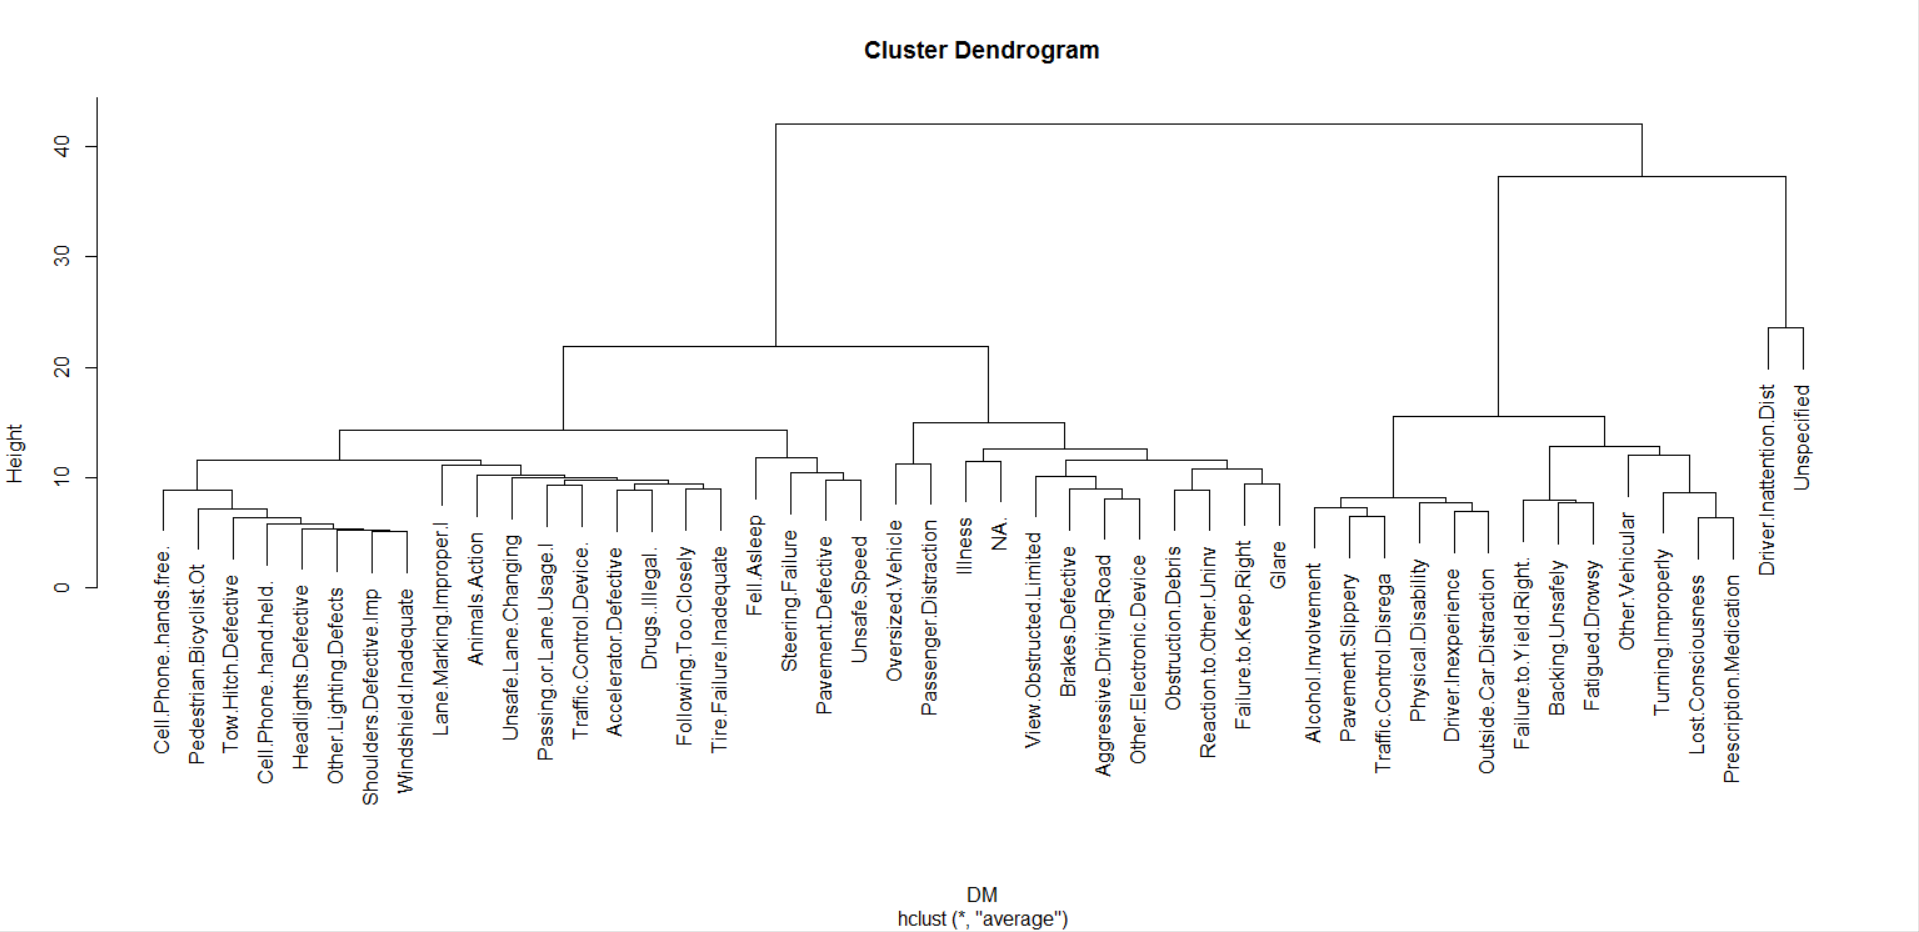 Cluster Dendrogram
Height
40
30
20
10
0
Cell.Phone..hands.free.
Pedestrian.Bicyclist.Ot
Tow.Hitch.Defective
Cell.Phone..hand.held.
Headlights.Defective
Other.Lighting.Defects
Shoulders.Defective.Imp
Windshield.Inadequate
Lane.Marking.Improper.I
Animals.Action
Unsafe.Lane.Changing
Passing.or.Lane.Usage.I
Traffic.Control.Device.
Accelerator.Defective
Drugs..Illegal.
Following.Too.Closely
Tire.Failure.Inadequate
Fell.Asleep
Steering.Failure
Pavement.Defective
Unsafe.Speed
Oversized.Vehicle
Passenger.Distraction
Illness
NA.
View.Obstructed.Limited
Brakes.Defective
Aggressive.Driving.Road
Other.Electronic.Device
Obstruction.Debris
Reaction.to.Other.Uninv
Failure.to.Keep.Right
Glare
Alcohol.Involvement
Pavement.Slippery
Traffic.Control.Disrega
Physical.Disability
Driver.Inexperience
Outside.Car.Distraction
Failure.to.Yield.Right.
Backing.Unsafely
Fatigued.Drowsy
Other.Vehicular
Turning.Improperly
Lost.Consciousness
Prescription.Medication
Driver.Inattention.Dist
Unspecified
DM
hclust (*, "average")